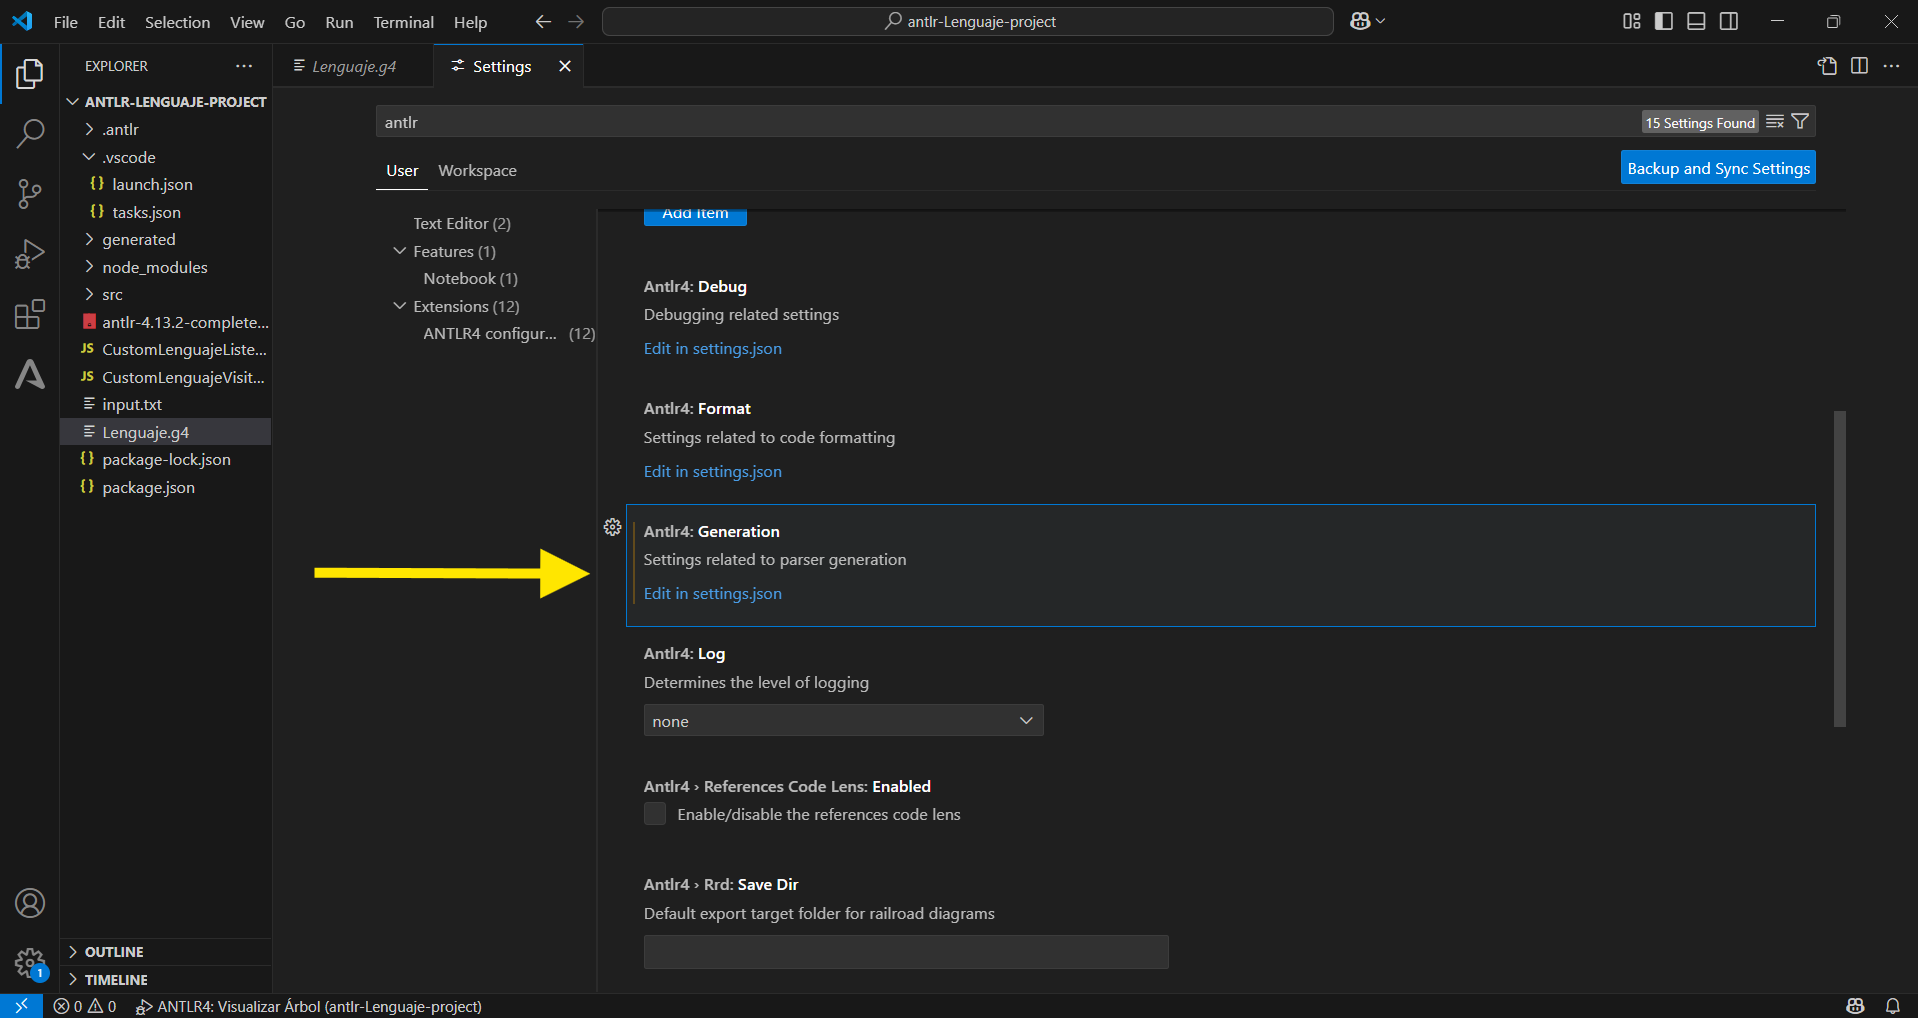 File Edit Selection View Go Run Terminal Help
antlr-Lenguaje-project
EXPLORER
ANTLR-LENGUAJE-PROJECT
.antlr
.vscode
{} launch.json
{} tasks.json
generated
node_modules
src
antlr-4.13.2-complete...
JS CustomLenguajeListe...
JS CustomLenguajeVisit...
input.txt
Lenguaje.g4
{} package-lock.json
{} package.json
OUTLINE
TIMELINE
Lenguaje.g4
Settings
antlr
15 Settings Found
User Workspace
Backup and Sync Settings
Text Editor (2)
Features (1)
Notebook (1)
Extensions (12)
ANTLR4 configur... (12)
Add Item
Antlr4: Debug
Debugging related settings
Edit in settings.json
Antlr4: Format
Settings related to code formatting
Edit in settings.json
Antlr4: Generation
Settings related to parser generation
Edit in settings.json
Antlr4: Log
Determines the level of logging
none
Antlr4 › References Code Lens: Enabled
Enable/disable the references code lens
Antlr4 › Rrd: Save Dir
Default export target folder for railroad diagrams
1
0 0 ANTLR4: Visualizar Árbol (antlr-Lenguaje-project)